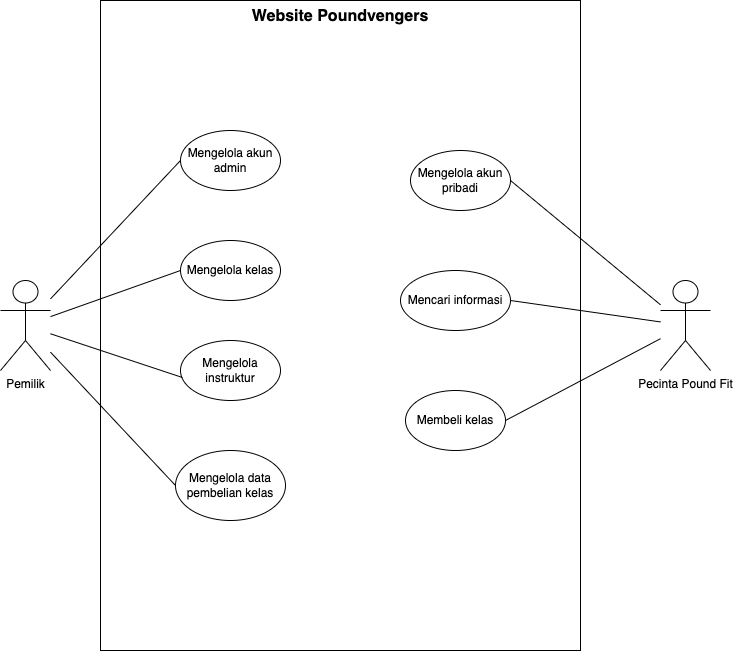 Website Poundvengers
Mengelola akun
admin
Mengelola kelas
Mengelola
instruktur
Mengelola data
pembelian kelas
Mengelola akun
pribadi
Mencari informasi
Membeli kelas
Pemilik
Pecinta Pound Fit